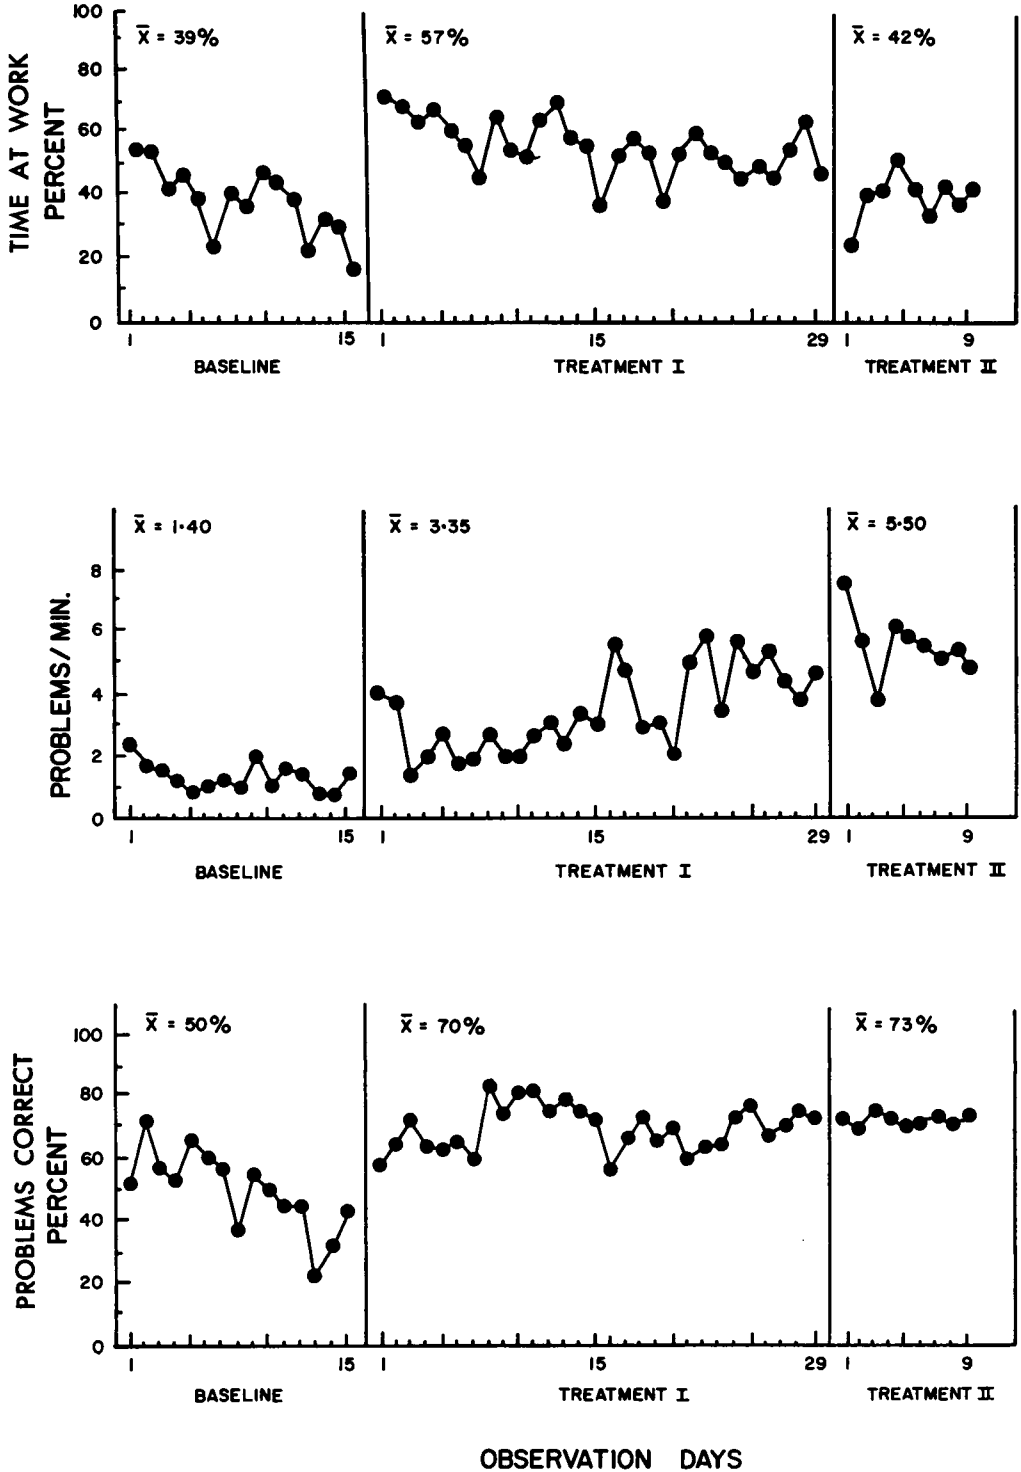 TIME AT WORK
PERCENT
100
80
60
40
20
0
X̄ = 39%
X̄ = 57%
X̄ = 42%
1 15 1 15 29 1 9
BASELINE TREATMENT I TREATMENT II
PROBLEMS/MIN.
8
6
4
2
0
X̄ = 1·40
X̄ = 3·35
X̄ = 5·50
1 15 1 15 29 1 9
BASELINE TREATMENT I TREATMENT II
PROBLEMS CORRECT
PERCENT
100
80
60
40
20
0
X̄ = 50%
X̄ = 70%
X̄ = 73%
1 15 1 15 29 1 9
BASELINE TREATMENT I TREATMENT II
OBSERVATION DAYS